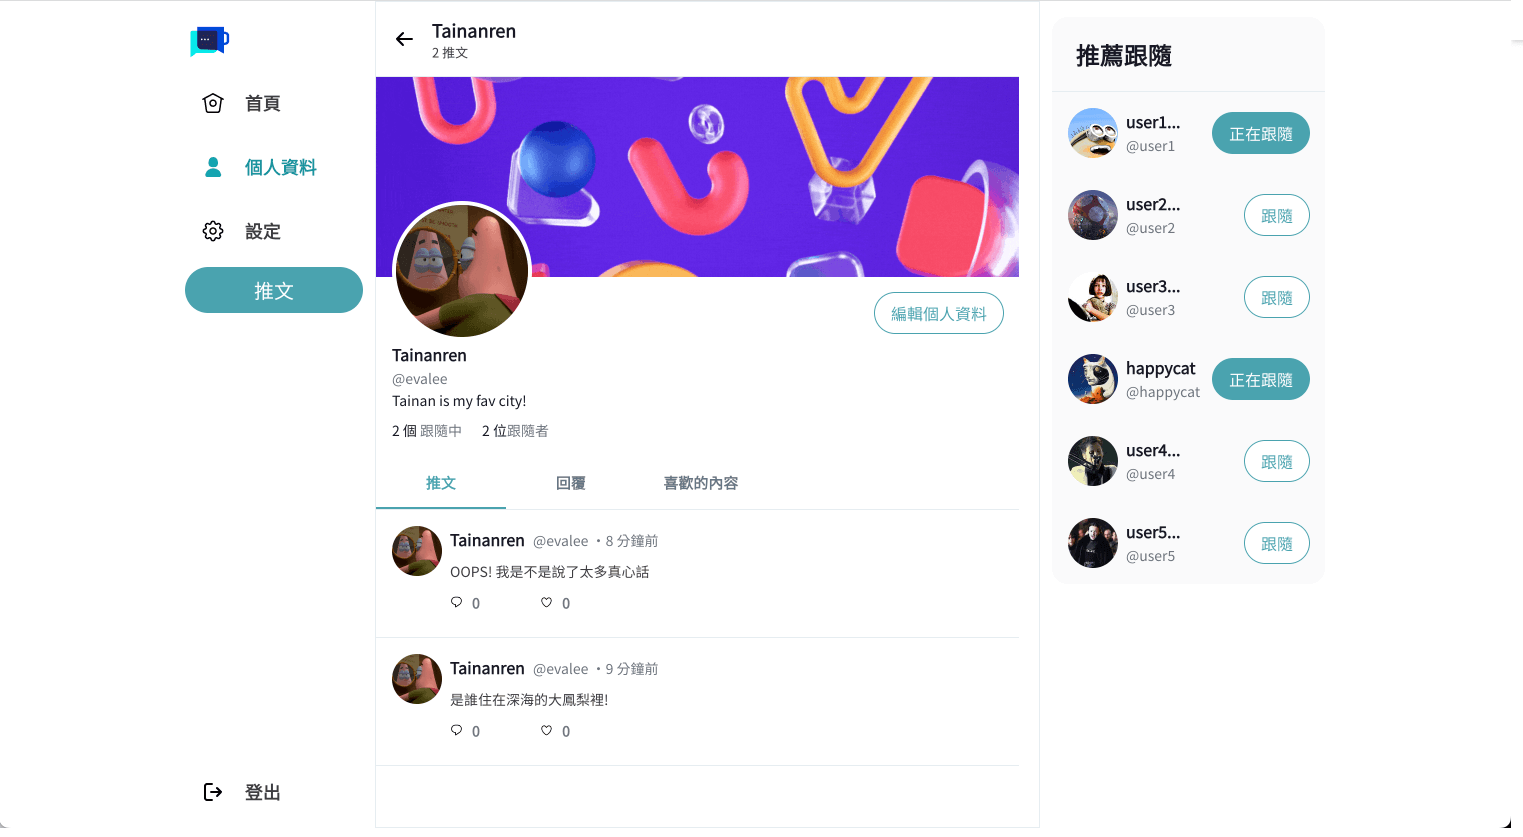 首頁
個人資料
設定
推文
登出
Tainanren
2 推文
編輯個人資料
Tainanren
@evalee
Tainan is my fav city!
2 個 跟隨中 2 位跟隨者
推文 回覆 喜歡的內容
Tainanren @evalee ・8 分鐘前
OOPS! 我是不是說了太多真心話
0 0
Tainanren @evalee ・9 分鐘前
是誰住在深海的大鳳梨裡!
0 0
推薦跟隨
user1...
@user1
正在跟隨
user2...
@user2
跟隨
user3...
@user3
跟隨
happycat
@happycat
正在跟隨
user4...
@user4
跟隨
user5...
@user5
跟隨